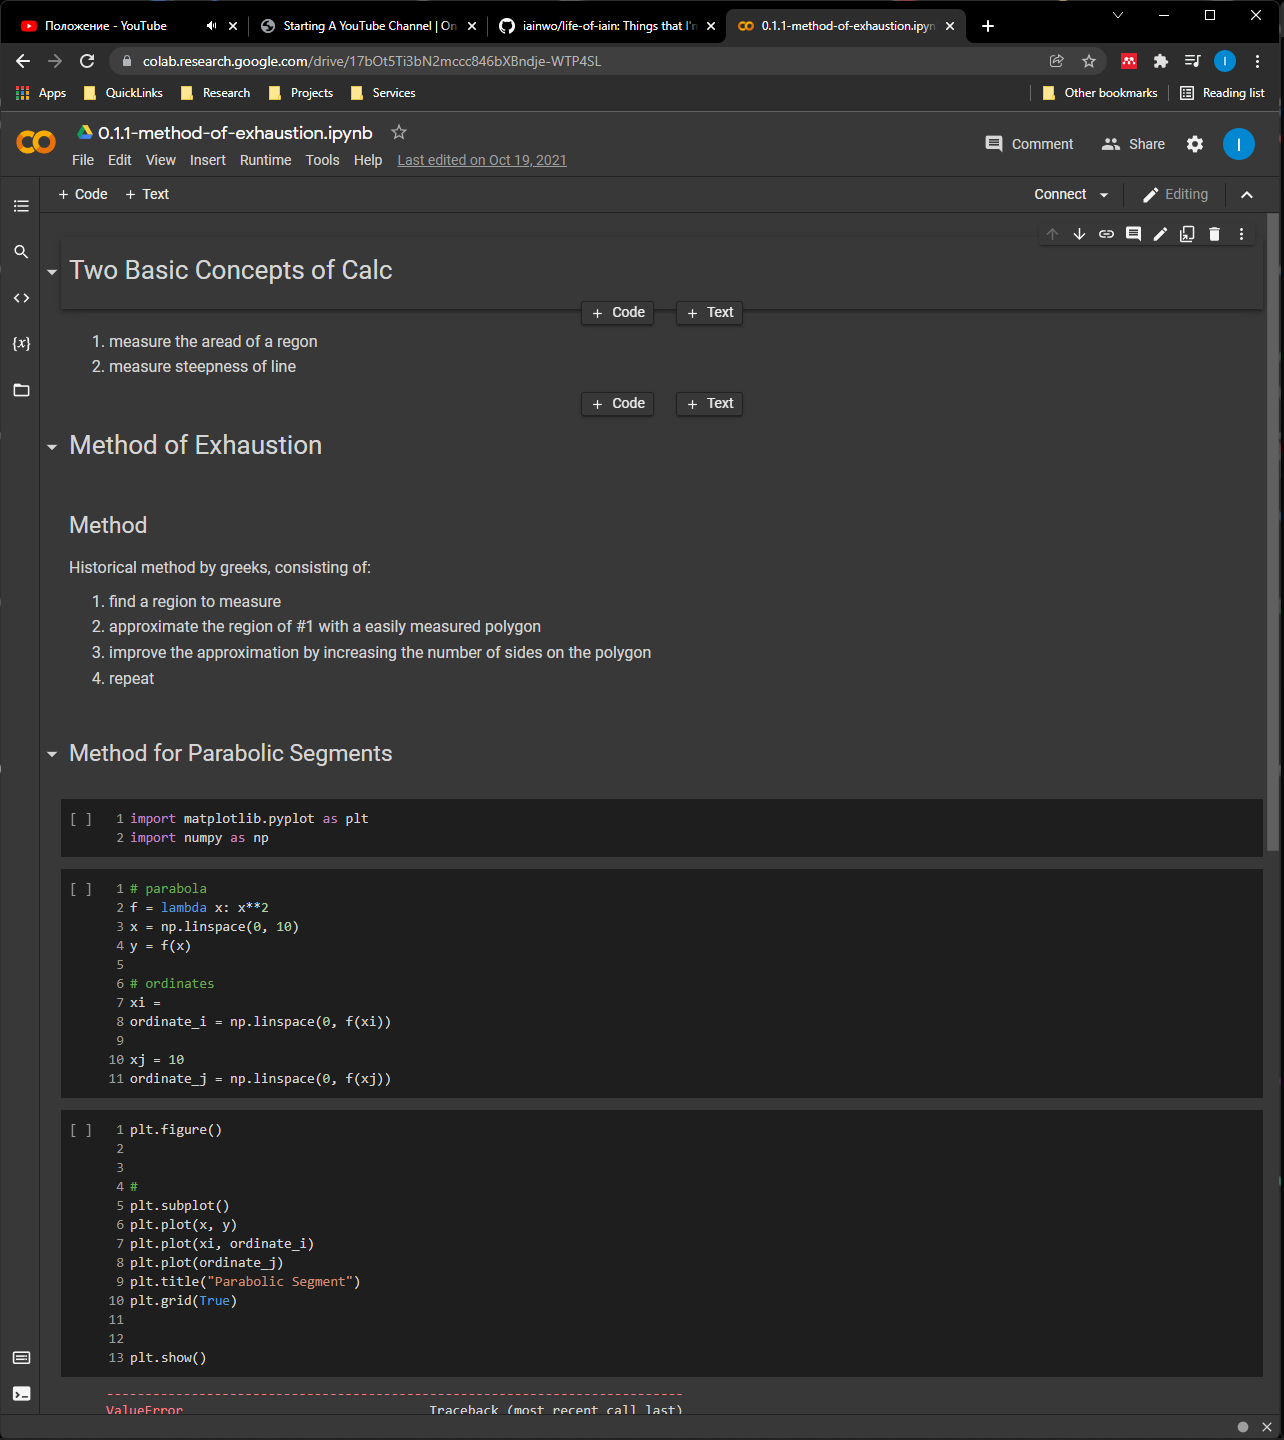 Положение - YouTube
Starting A YouTube Channel | On
iainwo/life-of-iain: Things that I'm
0.1.1-method-of-exhaustion.ipyn
colab.research.google.com/drive/17bOt5Ti3bN2mccc846bXBndje-WTP4SL
I
Apps QuickLinks Research Projects Services Other bookmarks Reading list
0.1.1-method-of-exhaustion.ipynb
Comment Share I
File Edit View Insert Runtime Tools Help Last edited on Oct 19, 2021
+ Code + Text Connect Editing
Two Basic Concepts of Calc
+ Code + Text
1. measure the aread of a regon
2. measure steepness of line
+ Code + Text
Method of Exhaustion
Method
Historical method by greeks, consisting of:
1. find a region to measure
2. approximate the region of #1 with a easily measured polygon
3. improve the approximation by increasing the number of sides on the polygon
4. repeat
Method for Parabolic Segments
[ ] 1 import matplotlib.pyplot as plt
2 import numpy as np
[ ] 1 # parabola
2 f = lambda x: x**2
3 x = np.linspace(0, 10)
4 y = f(x)
5
6 # ordinates
7 xi =
8 ordinate_i = np.linspace(0, f(xi))
9
10 xj = 10
11 ordinate_j = np.linspace(0, f(xj))
[ ] 1 plt.figure()
2
3
4 #
5 plt.subplot()
6 plt.plot(x, y)
7 plt.plot(xi, ordinate_i)
8 plt.plot(ordinate_j)
9 plt.title("Parabolic Segment")
10 plt.grid(True)
11
12
13 plt.show()
---------------------------------------------------------------------------
ValueError Traceback (most recent call last)